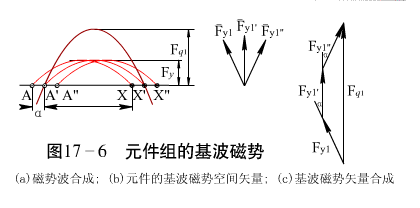 F̄y1 F̄y1' F̄y1"
Fq1
Fy
A A' A" X X' X"
α
Fy1"
α
Fy1'
Fq1
α
Fy1
图17-6 元件组的基波磁势
(a)磁势波合成; (b)元件的基波磁势空间矢量; (c)基波磁势矢量合成